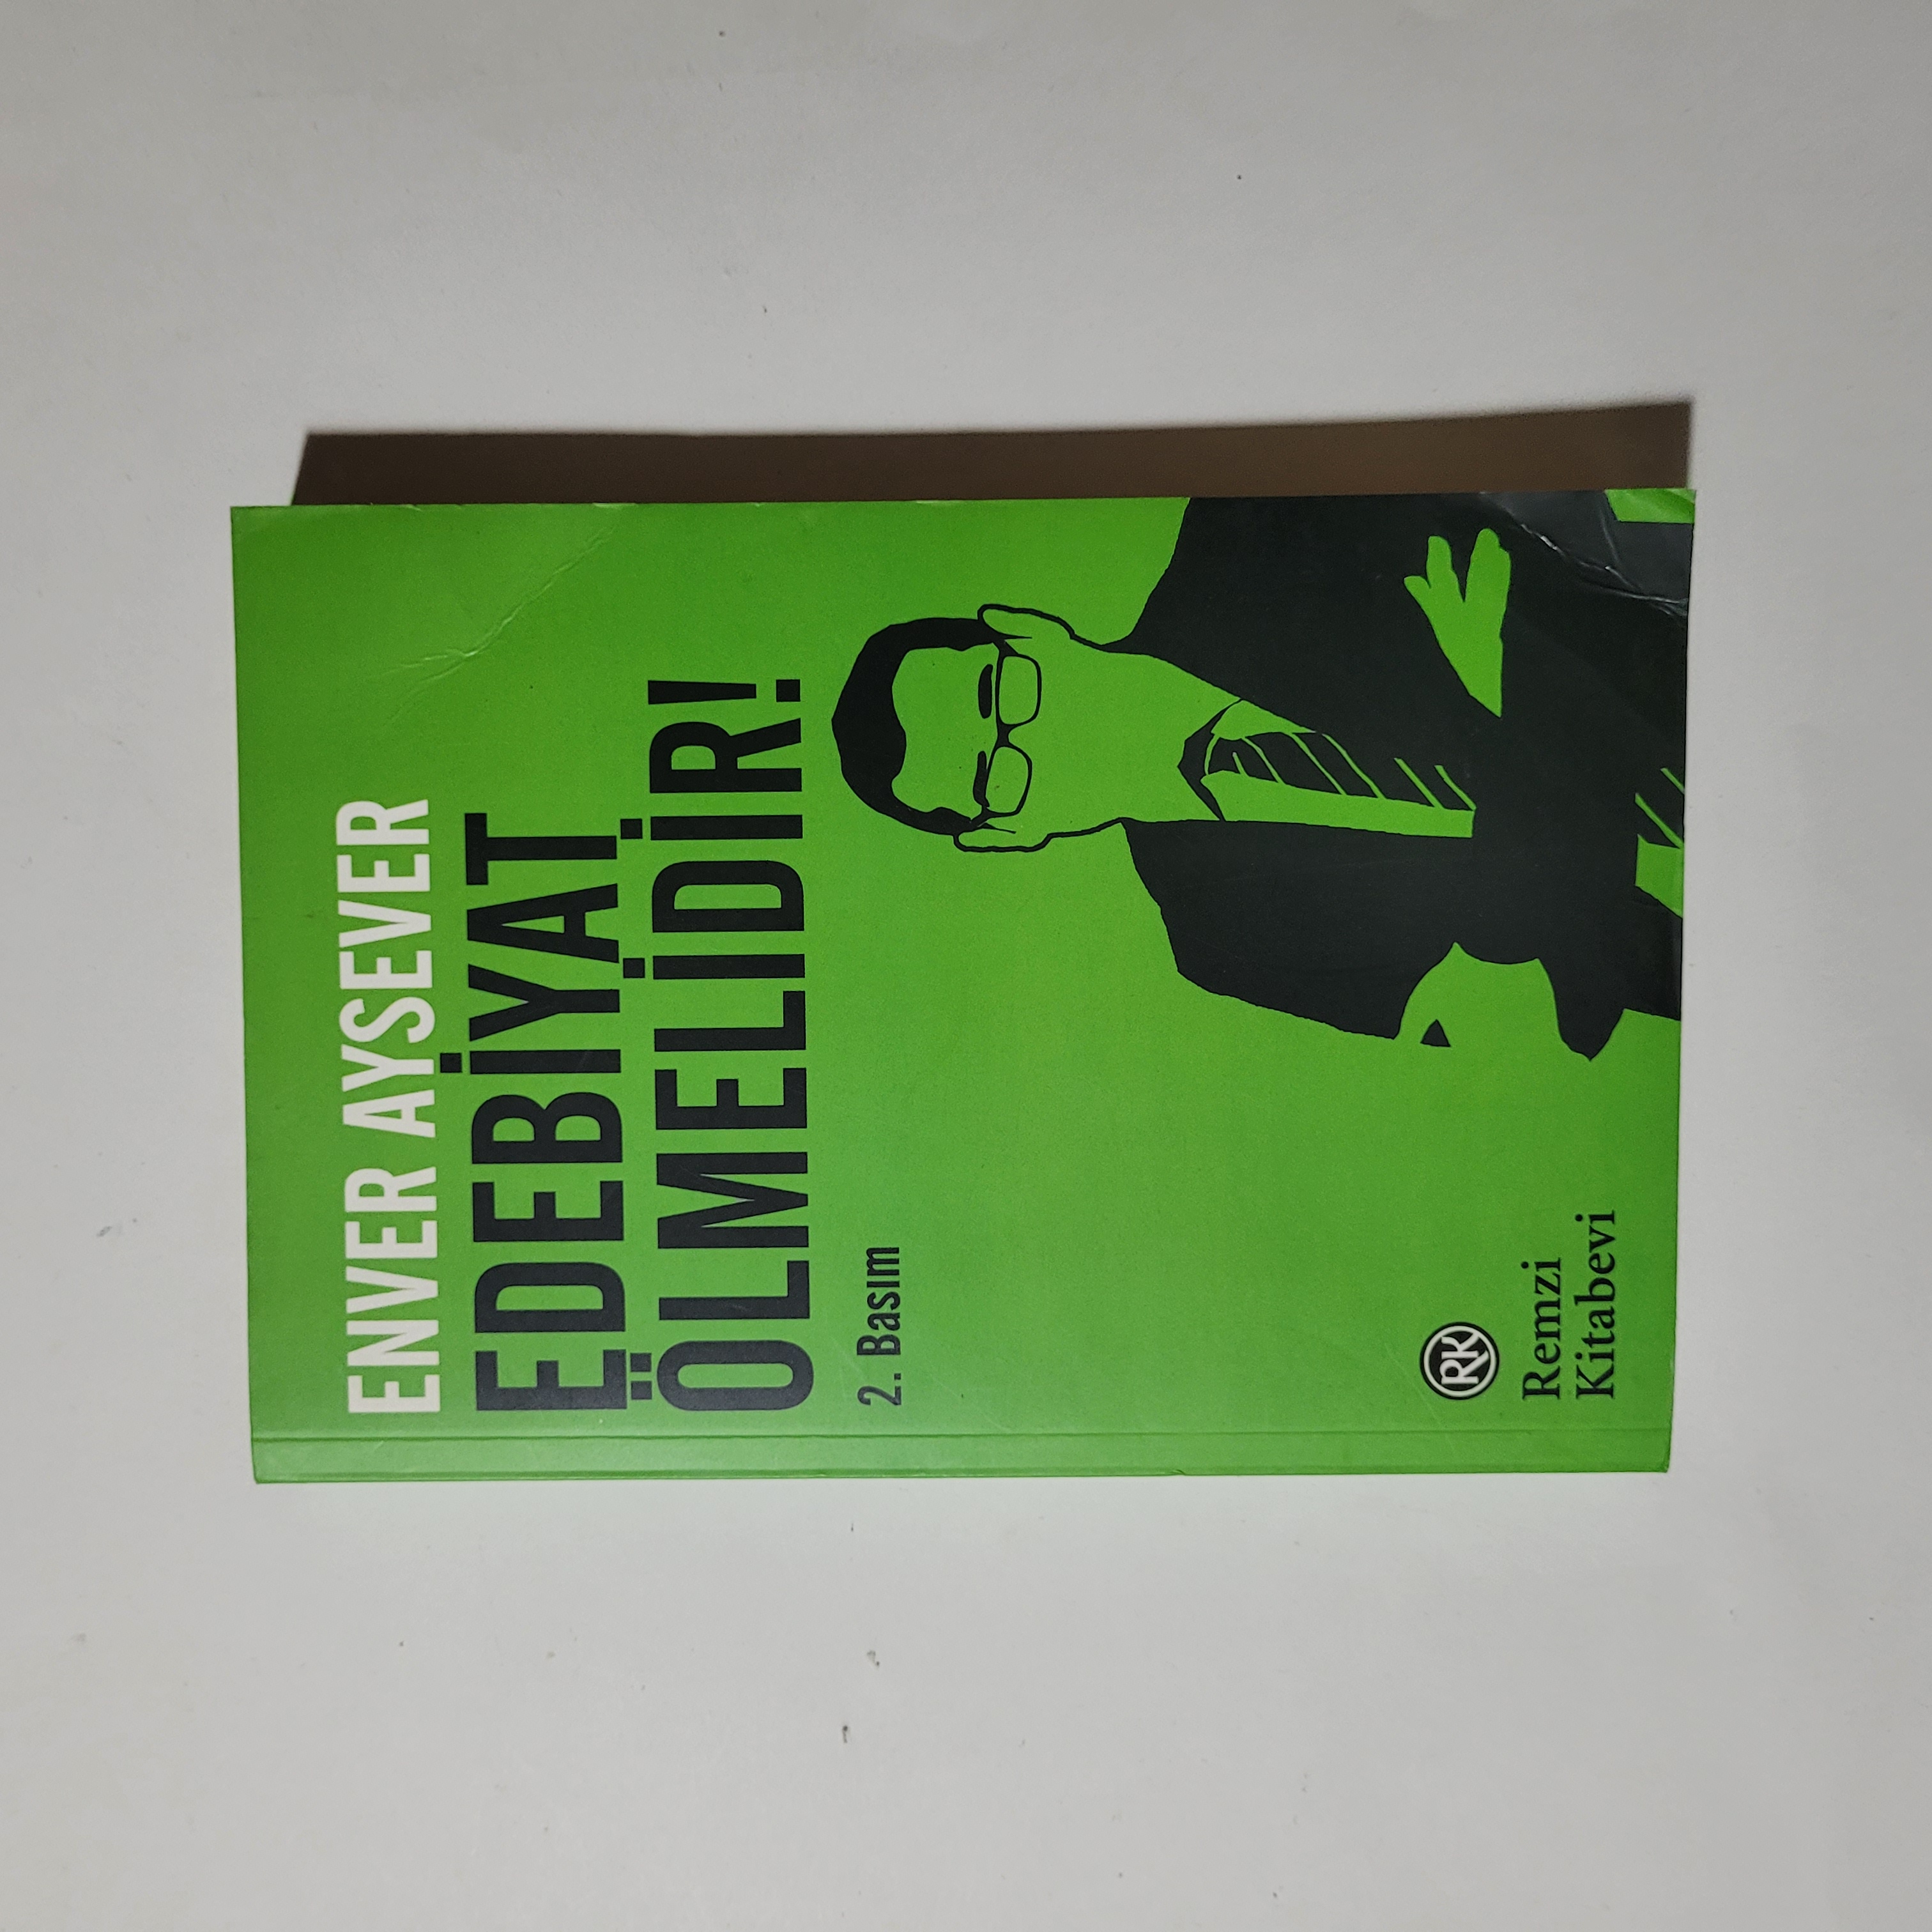 ENVER AYSEVER
EDEBİYAT
ÖLMELİDİR!
2. Basım
RK
Remzi
Kitabevi